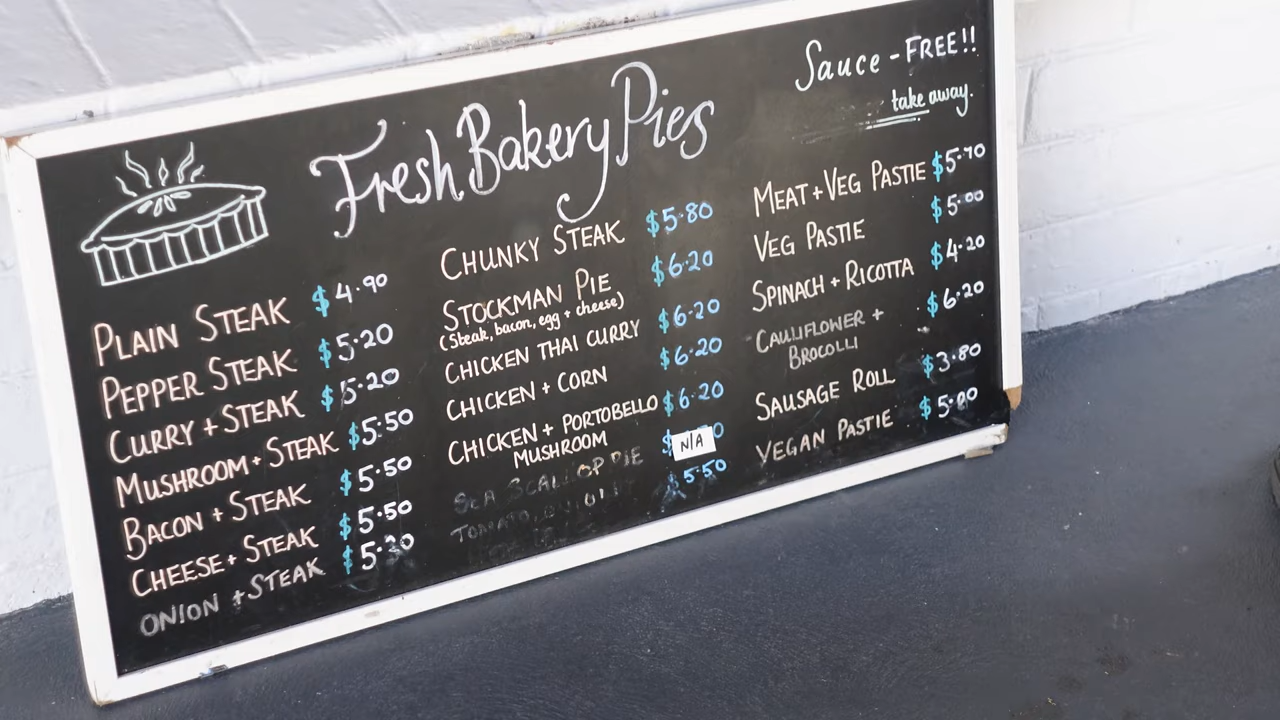 Fresh Bakery Pies
Sauce - FREE!!
take away.
PLAIN STEAK $4.90
PEPPER STEAK $5.20
CURRY + STEAK $5.20
MUSHROOM + STEAK $5.50
BACON + STEAK $5.50
CHEESE + STEAK $5.50
ONION + STEAK
CHUNKY STEAK $5.80
STOCKMAN PIE $6.20
(Steak, bacon, egg + cheese)
CHICKEN THAI CURRY $6.20
CHICKEN + CORN $6.20
CHICKEN + PORTOBELLO $6.20
MUSHROOM
SEA SCALLOP PIE N/A
TOMATO, $5.50
MEAT + VEG PASTIE $5.70
VEG PASTIE $5.00
SPINACH + RICOTTA $4.20
CAULIFLOWER + $6.20
BROCOLLI
SAUSAGE ROLL $3.80
VEGAN PASTIE